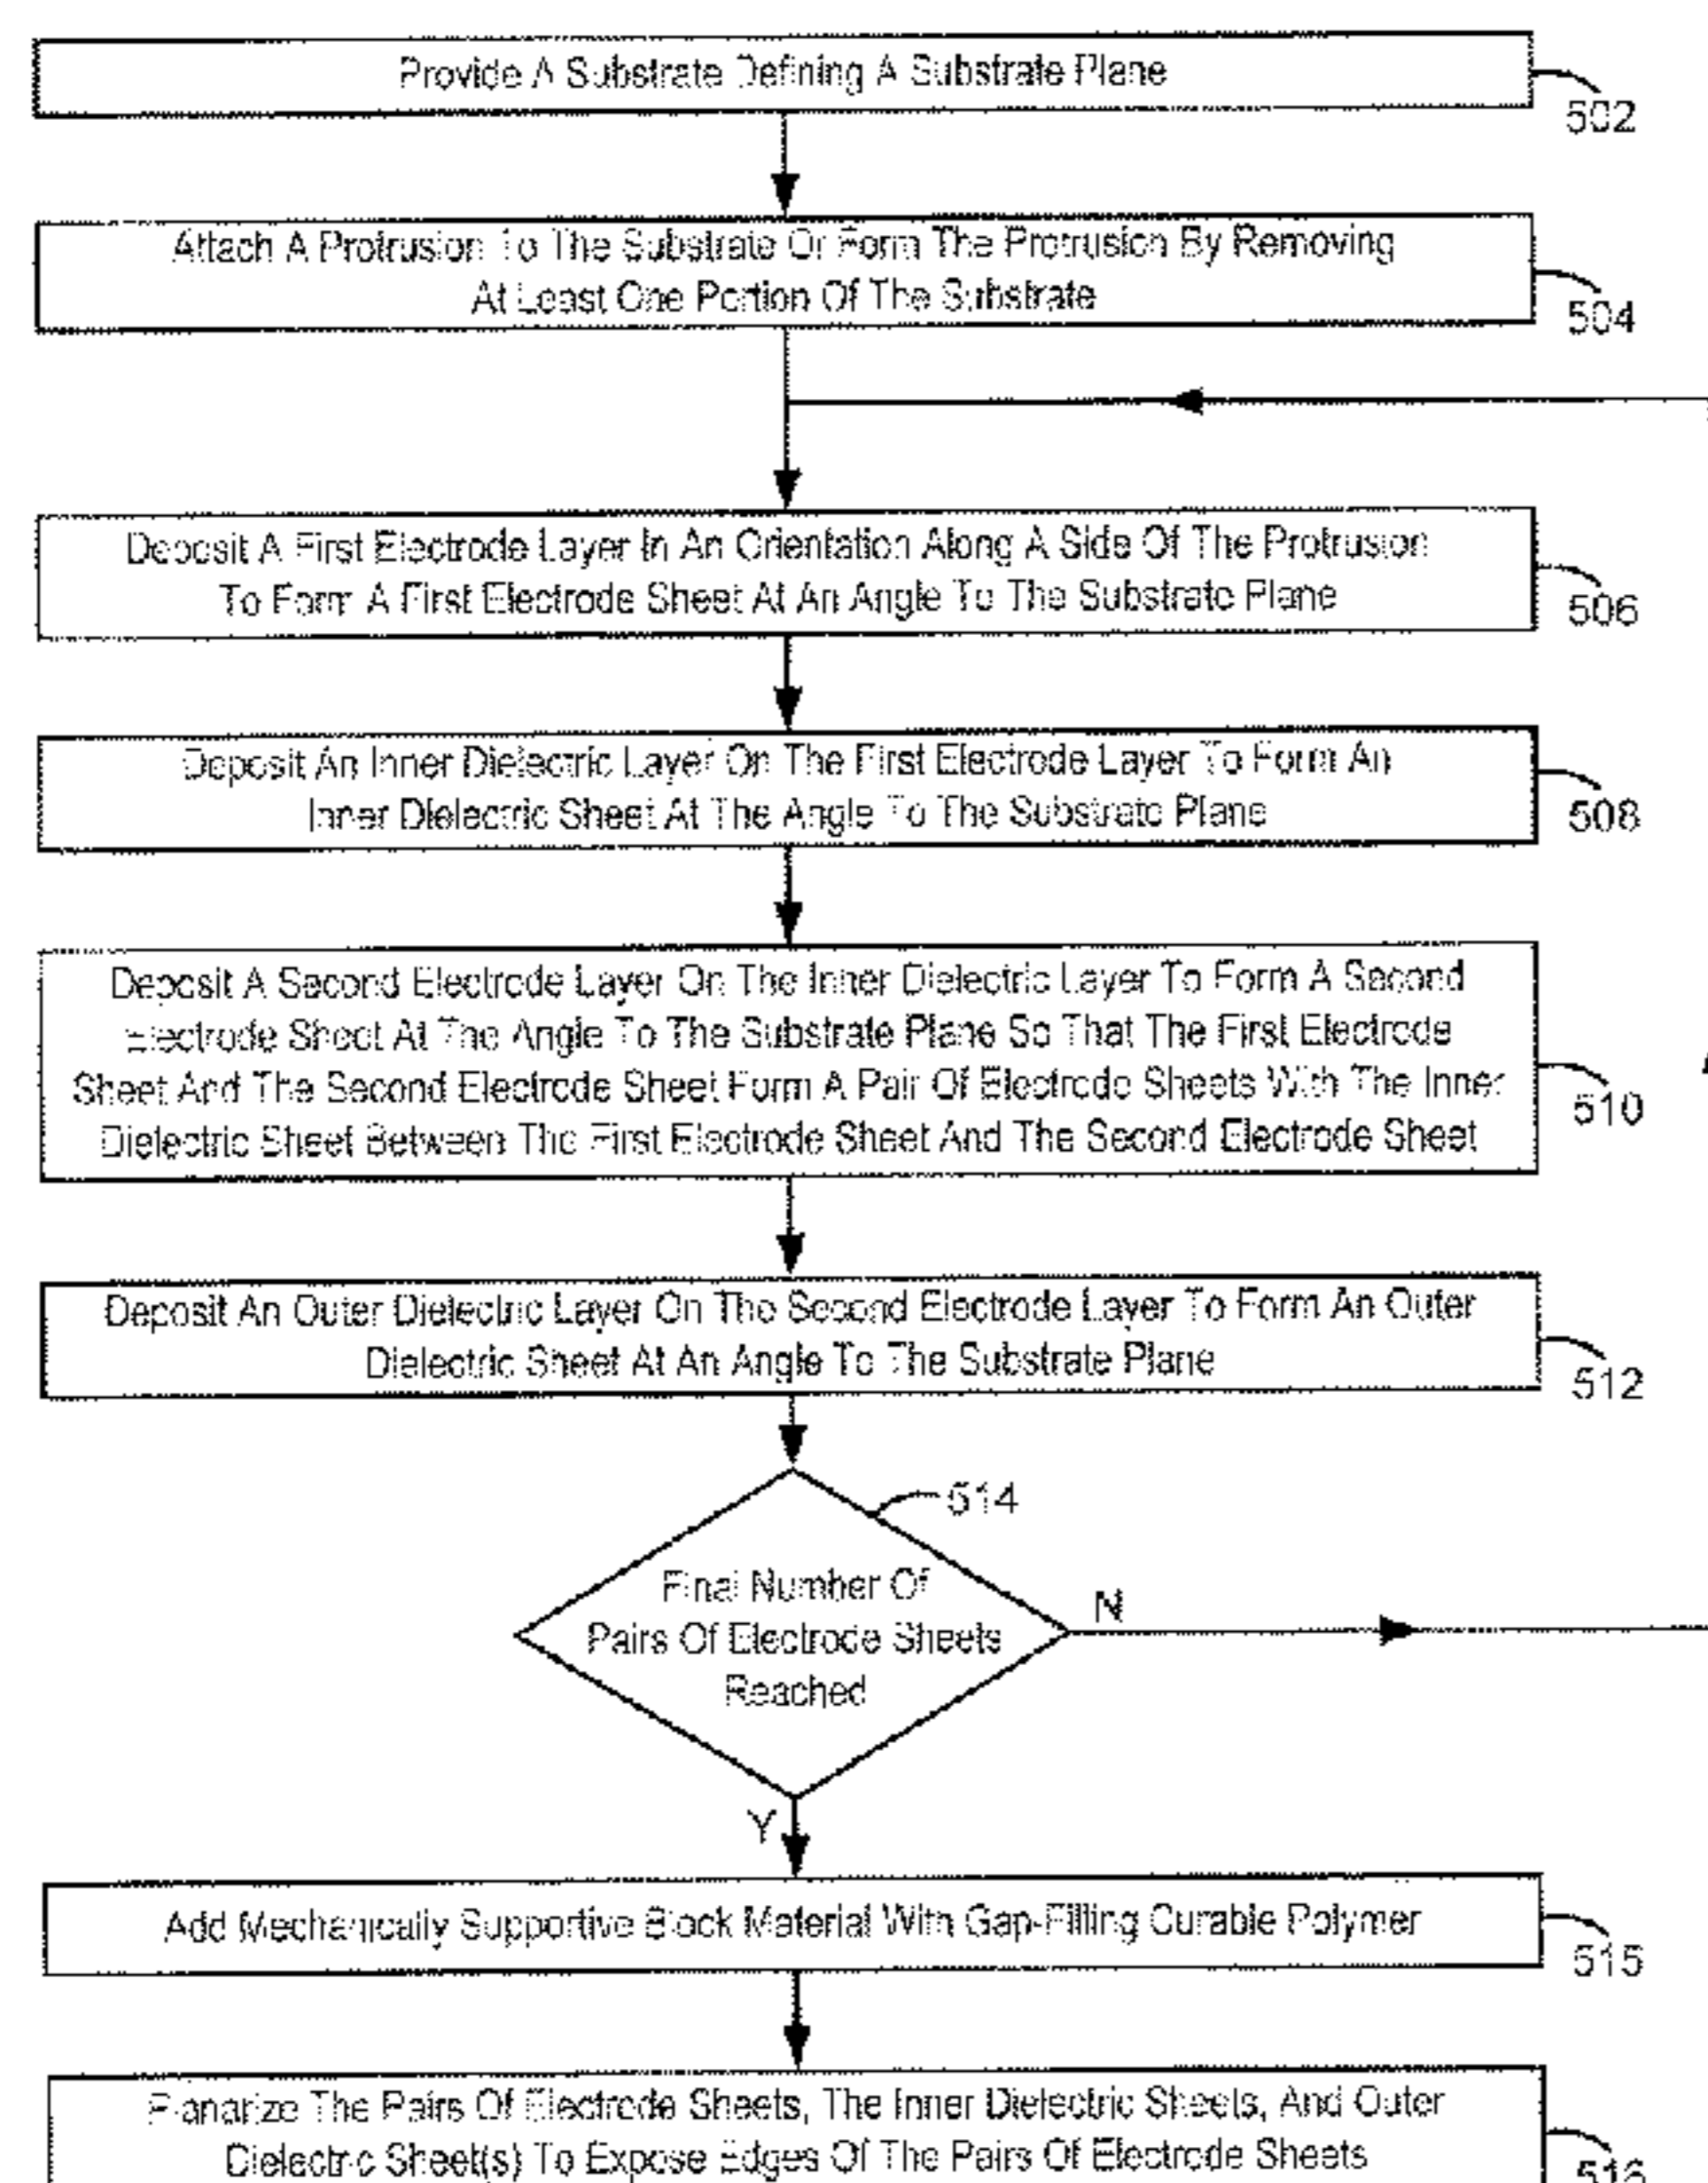 Provide A Substrate Defining A Substrate Plane
502
Attach A Protrusion To The Substrate Or Form The Protrusion By Removing
At Least One Portion Of The Substrate
504
Deposit A First Electrode Layer In An Orientation Along A Side Of The Protrusion
To Form A First Electrode Sheet At An Angle To The Substrate Plane
506
Deposit An Inner Dielectric Layer On The First Electrode Layer To Form An
Inner Dielectric Sheet At The Angle To The Substrate Plane
508
Deposit A Second Electrode Layer On The Inner Dielectric Layer To Form A Second
Electrode Sheet At The Angle To The Substrate Plane So That The First Electrode
Sheet And The Second Electrode Sheet Form A Pair Of Electrode Sheets With The Inner
Dielectric Sheet Between The First Electrode Sheet And The Second Electrode Sheet
510
Deposit An Outer Dielectric Layer On The Second Electrode Layer To Form An Outer
Dielectric Sheet At An Angle To The Substrate Plane
512
514
Final Number Of
Pairs Of Electrode Sheets
Reached
N
Y
Add Mechanically Supportive Block Material With Gap-Filling Curable Polymer
515
Planarize The Pairs Of Electrode Sheets, The Inner Dielectric Sheets, And Outer
Dielectric Sheet(s) To Expose Edges Of The Pairs Of Electrode Sheets
516